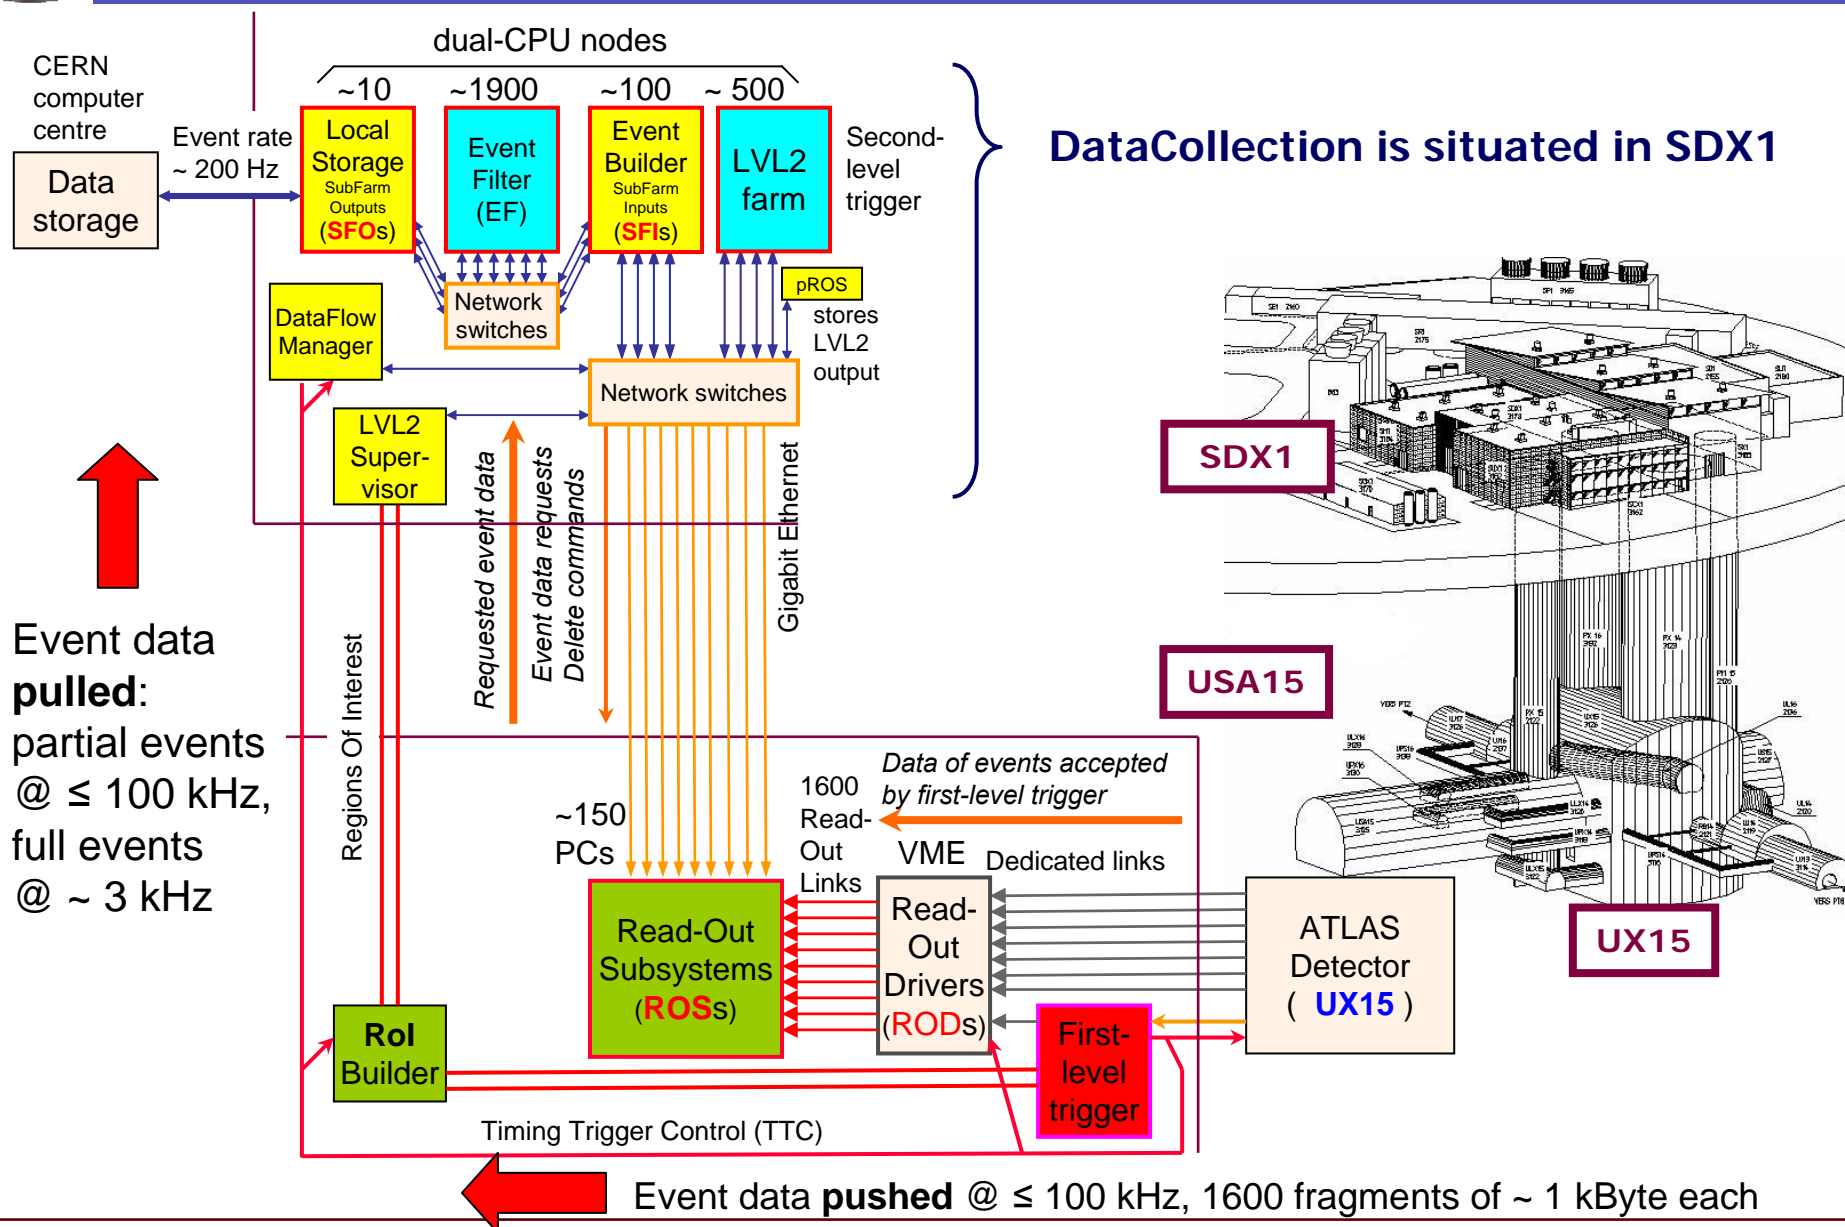 dual-CPU nodes
CERN
computer
centre
~10
~1900
~100
~ 500
Event rate
~ 200 Hz
Data
storage
Local
Storage
SubFarm
Outputs
(SFOs)
Event
Filter
(EF)
Event
Builder
SubFarm
Inputs
(SFIs)
LVL2
farm
Second-
level
trigger
DataCollection is situated in SDX1
pROS
stores
LVL2
output
Network
switches
DataFlow
Manager
Network switches
LVL2
Super-
visor
Requested event data
Event data requests
Delete commands
Gigabit Ethernet
Regions Of Interest
SDX1
USA15
UX15
Event data
pulled:
partial events
@ ≤ 100 kHz,
full events
@ ~ 3 kHz
~150
PCs
1600
Read-
Out
Links
Data of events accepted
by first-level trigger
VME
Dedicated links
Read-Out
Subsystems
(ROSs)
Read-
Out
Drivers
(RODs)
ATLAS
Detector
( UX15 )
First-
level
trigger
RoI
Builder
Timing Trigger Control (TTC)
Event data pushed @ ≤ 100 kHz, 1600 fragments of ~ 1 kByte each